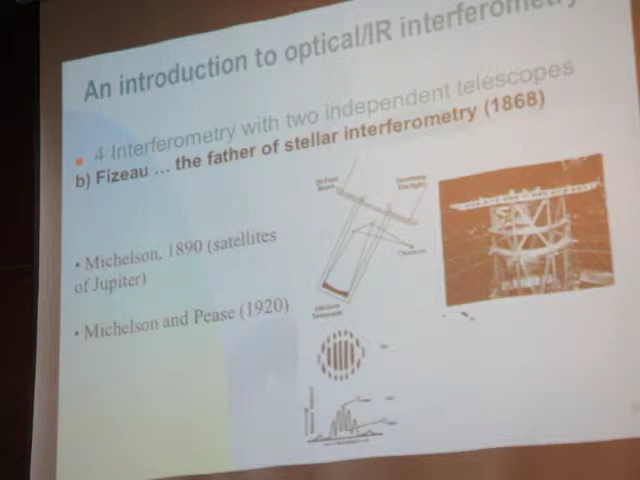 An introduction to optical/IR interferometry
4 Interferometry with two independent telescopes
b) Fizeau ... the father of stellar interferometry (1868)
• Michelson, 1890 (satellites
of Jupiter)
• Michelson and Pease (1920)